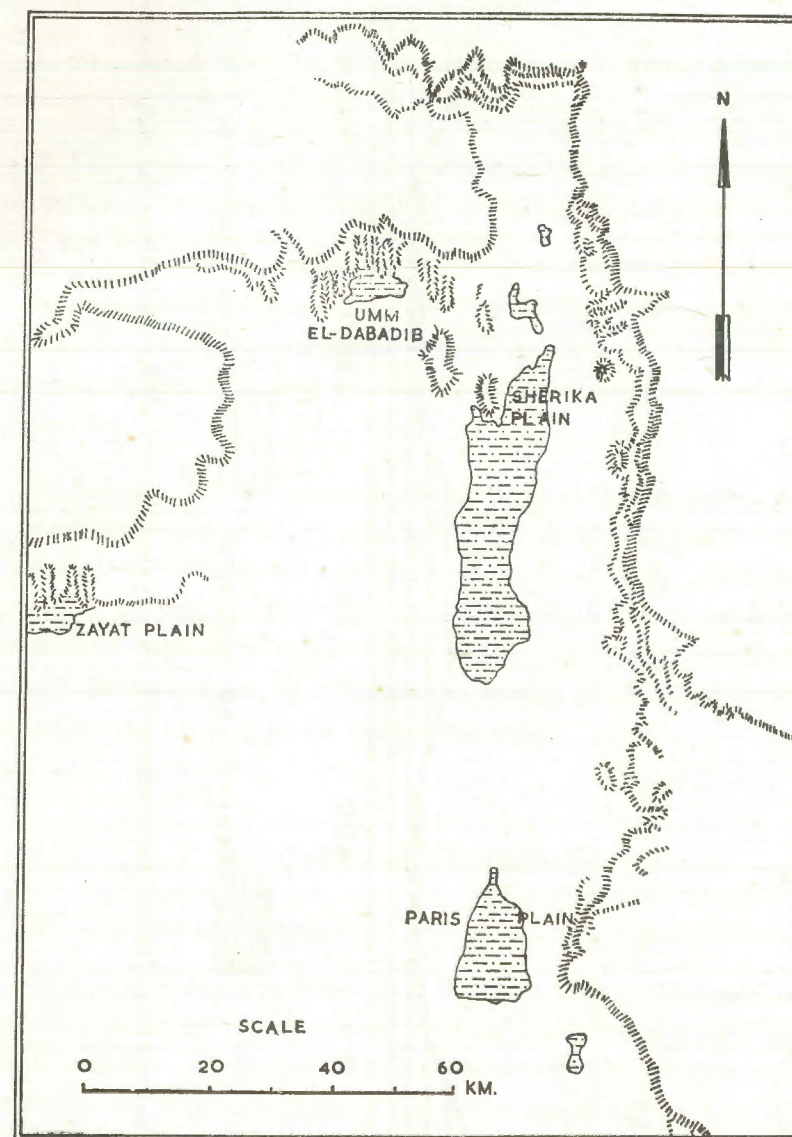 N
UMM
EL-DABADIB
SHERIKA
PLAIN
ZAYAT PLAIN
PARIS PLAIN
SCALE
0 20 40 60
KM.